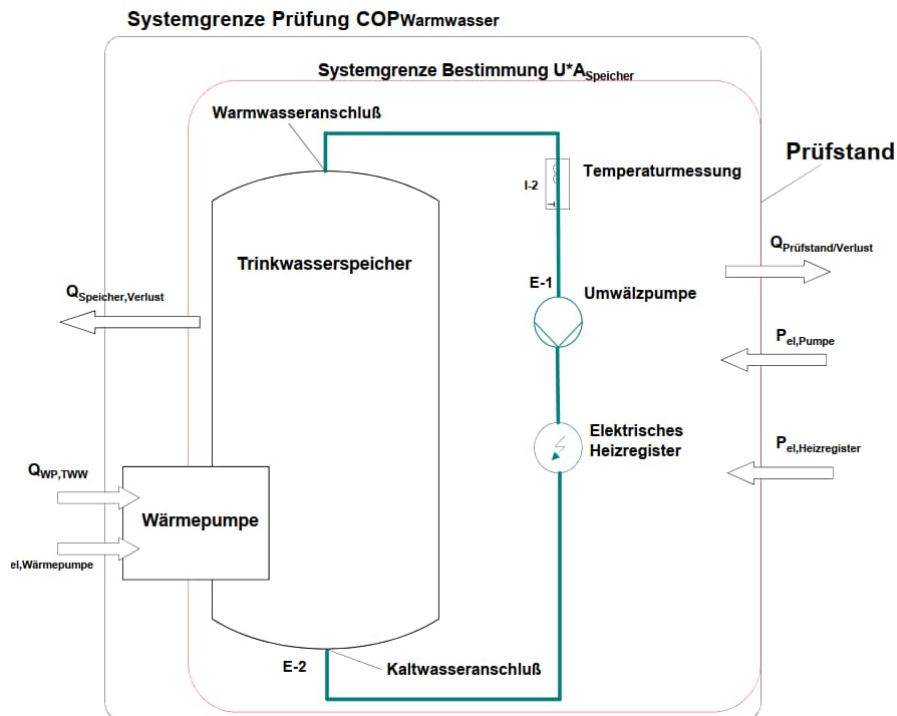 Systemgrenze Prüfung COPWarmwasser
Systemgrenze Bestimmung U*ASpeicher
Warmwasseranschluß
Prüfstand
Temperaturmessung
I-2
T
QPrüfstand/Verlust
Trinkwasserspeicher
E-1
Umwälzpumpe
QSpeicher,Verlust
Pel,Pumpe
Elektrisches
Heizregister
Pel,Heizregister
QWP,TWW
Wärmepumpe
el,Wärmepumpe
E-2
Kaltwasseranschluß